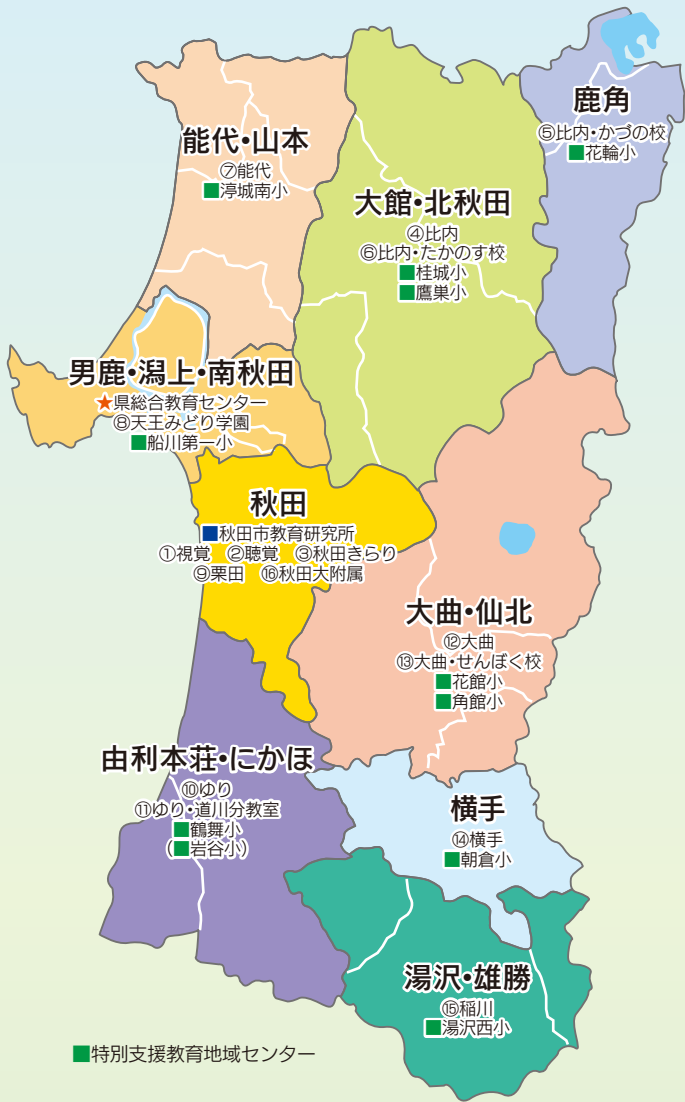 鹿角
⑤比内・かづの校
■花輪小
能代・山本
⑦能代
■渟城南小
大館・北秋田
④比内
⑥比内・たかのす校
■桂城小
■鷹巣小
男鹿・潟上・南秋田
★県総合教育センター
⑧天王みどり学園
■船川第一小
秋田
■秋田市教育研究所
①視覚　②聴覚　③秋田きらり
⑨栗田　⑯秋田大附属
大曲・仙北
⑫大曲
⑬大曲・せんぼく校
■花館小
■角館小
由利本荘・にかほ
⑩ゆり
⑪ゆり・道川分教室
■鶴舞小
(■岩谷小)
横手
⑭横手
■朝倉小
湯沢・雄勝
⑮稲川
■湯沢西小
■特別支援教育地域センター